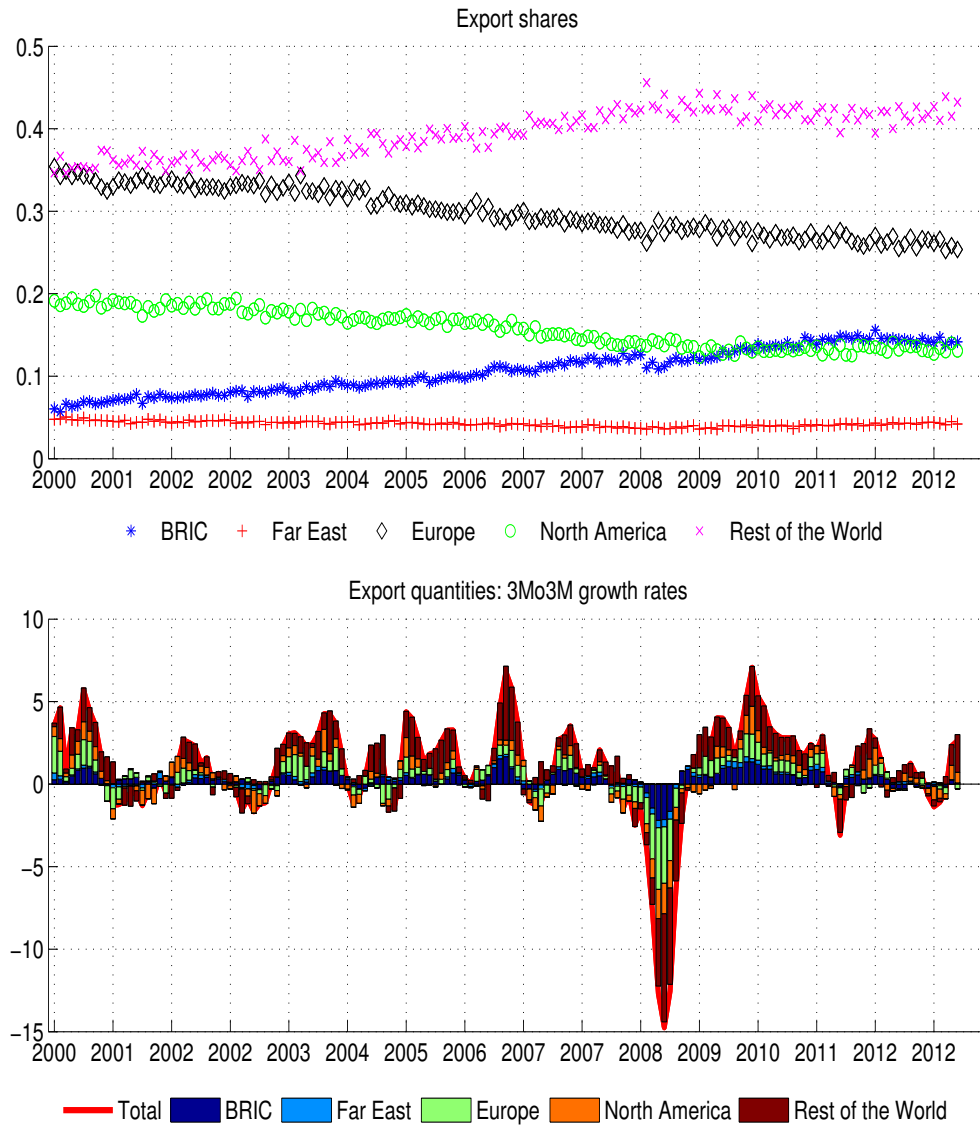 Export shares
0.5
0.4
0.3
0.2
0.1
0
2000 2001 2002 2002 2003 2004 2005 2006 2007 2007 2008 2009 2010 2011 2012 2012
BRIC Far East Europe North America Rest of the World
Export quantities: 3Mo3M growth rates
10
5
0
−5
−10
−15
2000 2001 2002 2002 2003 2004 2005 2006 2007 2007 2008 2009 2010 2011 2012 2012
Total BRIC Far East Europe North America Rest of the World